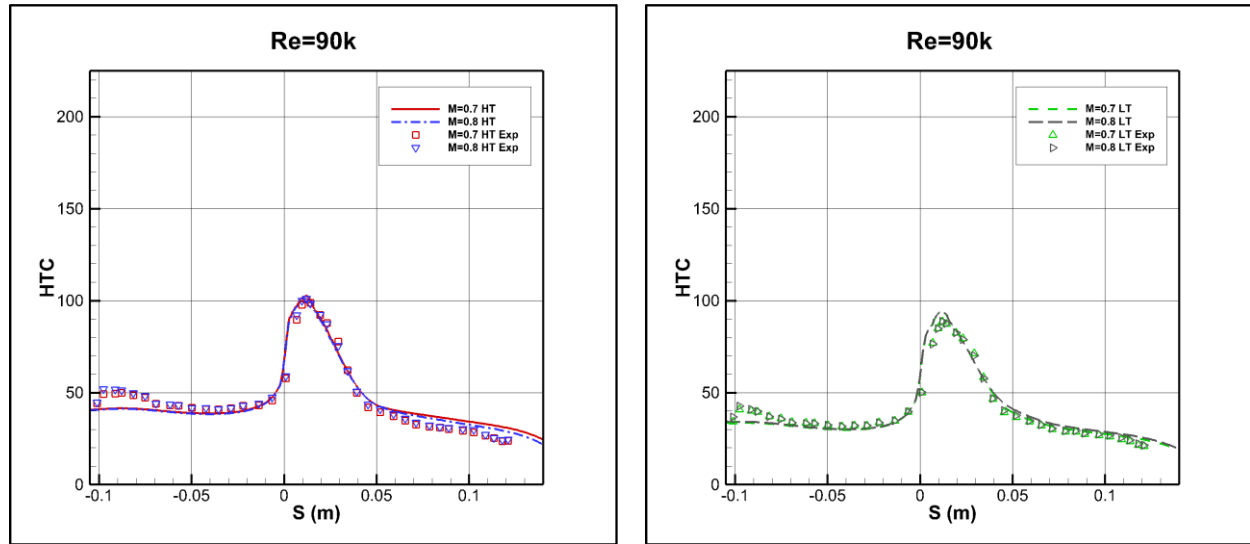 Re=90k
M=0.7 HT
M=0.8 HT
M=0.7 HT Exp
M=0.8 HT Exp
200
150
100
50
0
HTC
-0.1
-0.05
0
0.05
0.1
S (m)
Re=90k
M=0.7 LT
M=0.8 LT
M=0.7 LT Exp
M=0.8 LT Exp
200
150
100
50
0
HTC
-0.1
-0.05
0
0.05
0.1
S (m)